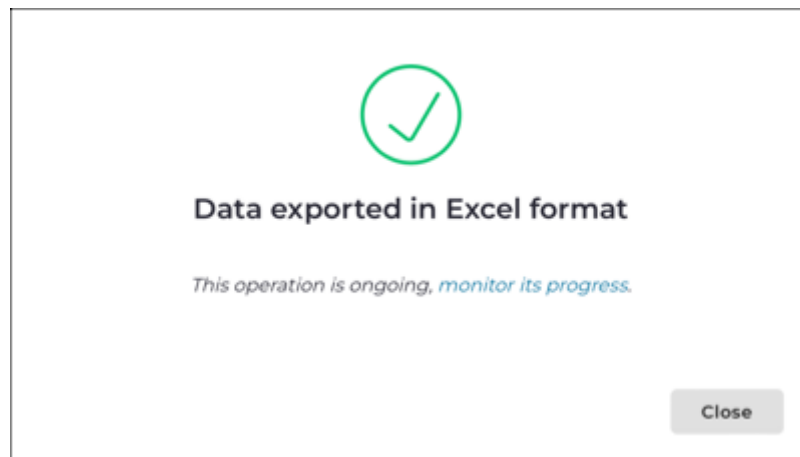 Data exported in Excel format
This operation is ongoing, monitor its progress.
Close